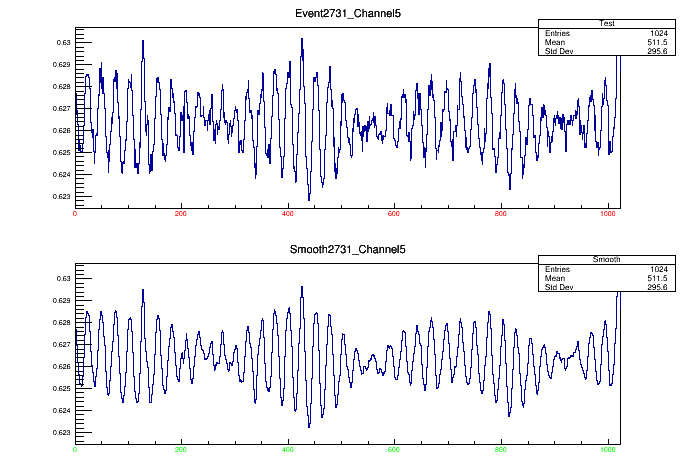 Event2731_Channel5
Test
Entries 1024
Mean 511.5
Std Dev 295.6
0.63
0.629
0.628
0.627
0.626
0.625
0.624
0.623
0 200 400 600 800 1000
Smooth2731_Channel5
Smooth
Entries 1024
Mean 511.5
Std Dev 295.6
0.63
0.629
0.628
0.627
0.626
0.625
0.624
0.623
0 200 400 600 800 1000